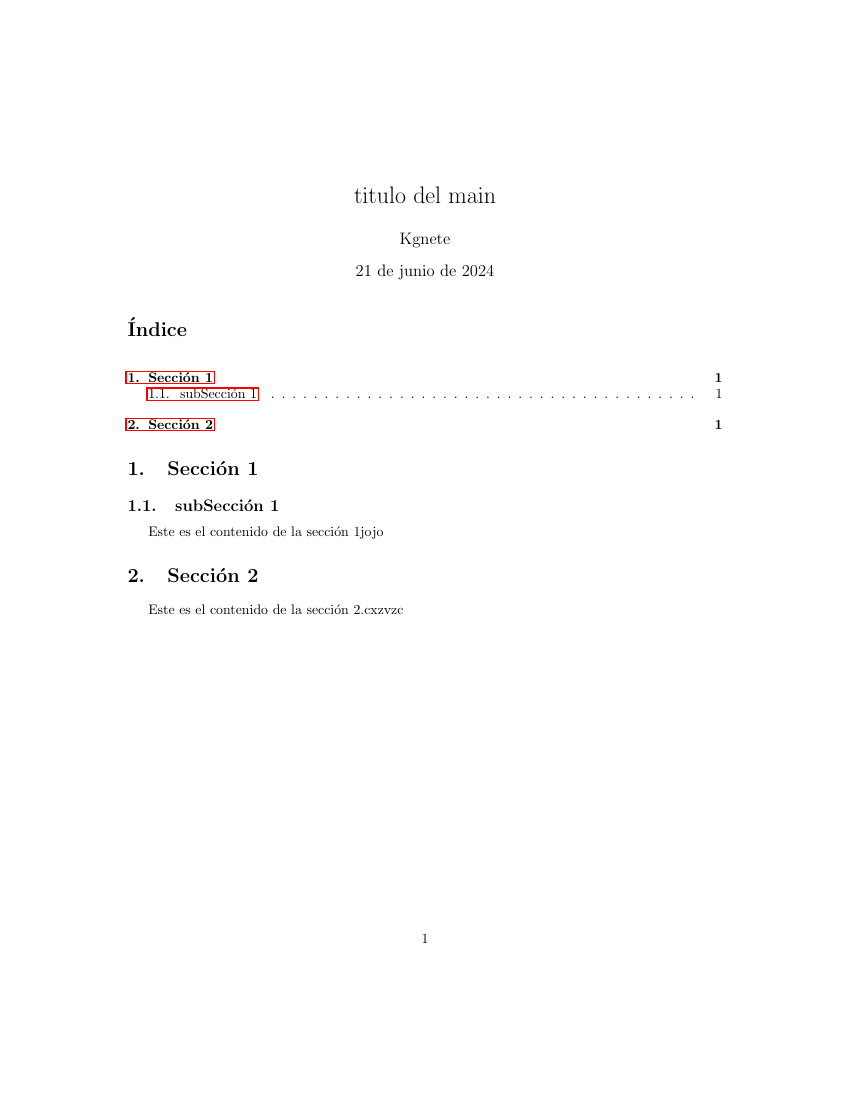 titulo del main
Kgnete
21 de junio de 2024
Índice
1. Sección 1 1
1.1. subSección 1 . . . . . . . . . . . . . . . . . . . . . . . . . . . . . . . . . . . . . . . . 1
2. Sección 2 1
1. Sección 1
1.1. subSección 1
Este es el contenido de la sección 1jojo
2. Sección 2
Este es el contenido de la sección 2.cxzvzc
1